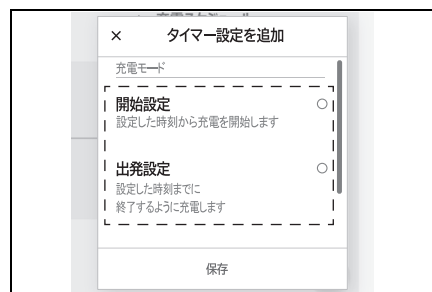 × タイマー設定を追加
充電モード
開始設定
設定した時刻から充電を開始します
出発設定
設定した時刻までに
終了するように充電します
保存